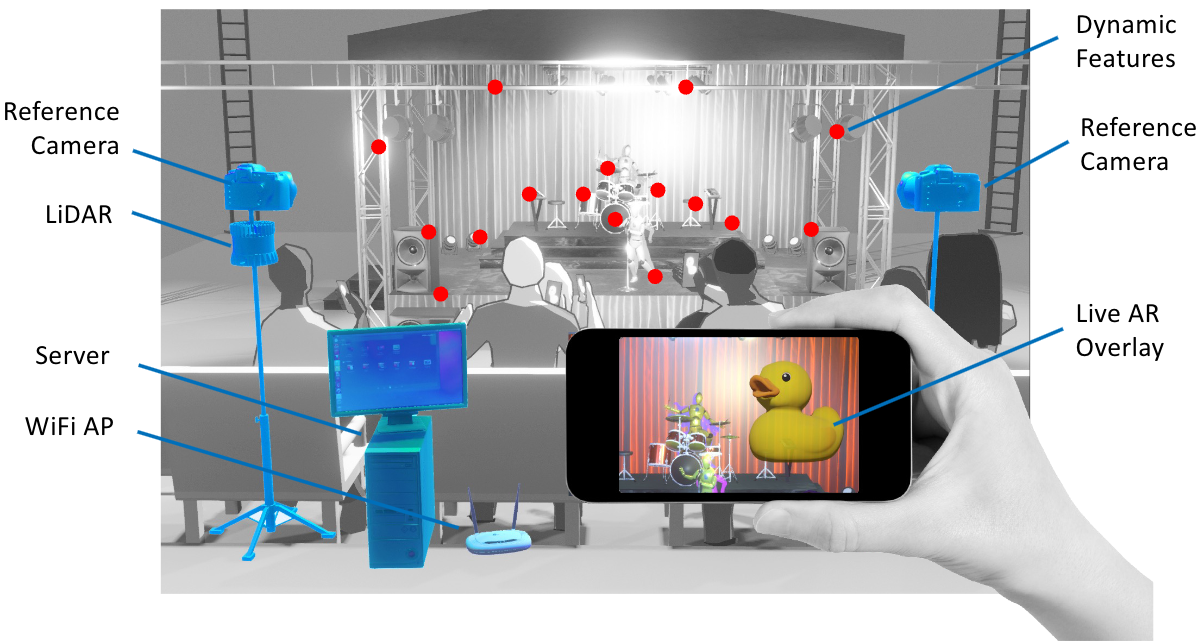 Dynamic
Features
Reference
Camera
Reference
Camera
LiDAR
Live AR
Overlay
Server
WiFi AP